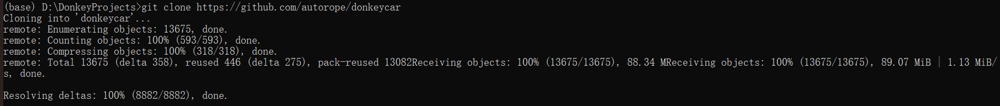 (base) D:\DonkeyProjects>git clone https://github.com/autorope/donkeycar
Cloning into 'donkeycar'...
remote: Enumerating objects: 13675, done.
remote: Counting objects: 100% (593/593), done.
remote: Compressing objects: 100% (318/318), done.
remote: Total 13675 (delta 358), reused 446 (delta 275), pack-reused 13082Receiving objects: 100% (13675/13675), 88.34 MReceiving objects: 100% (13675/13675), 89.07 MiB | 1.13 MiB/
s, done.
Resolving deltas: 100% (8882/8882), done.